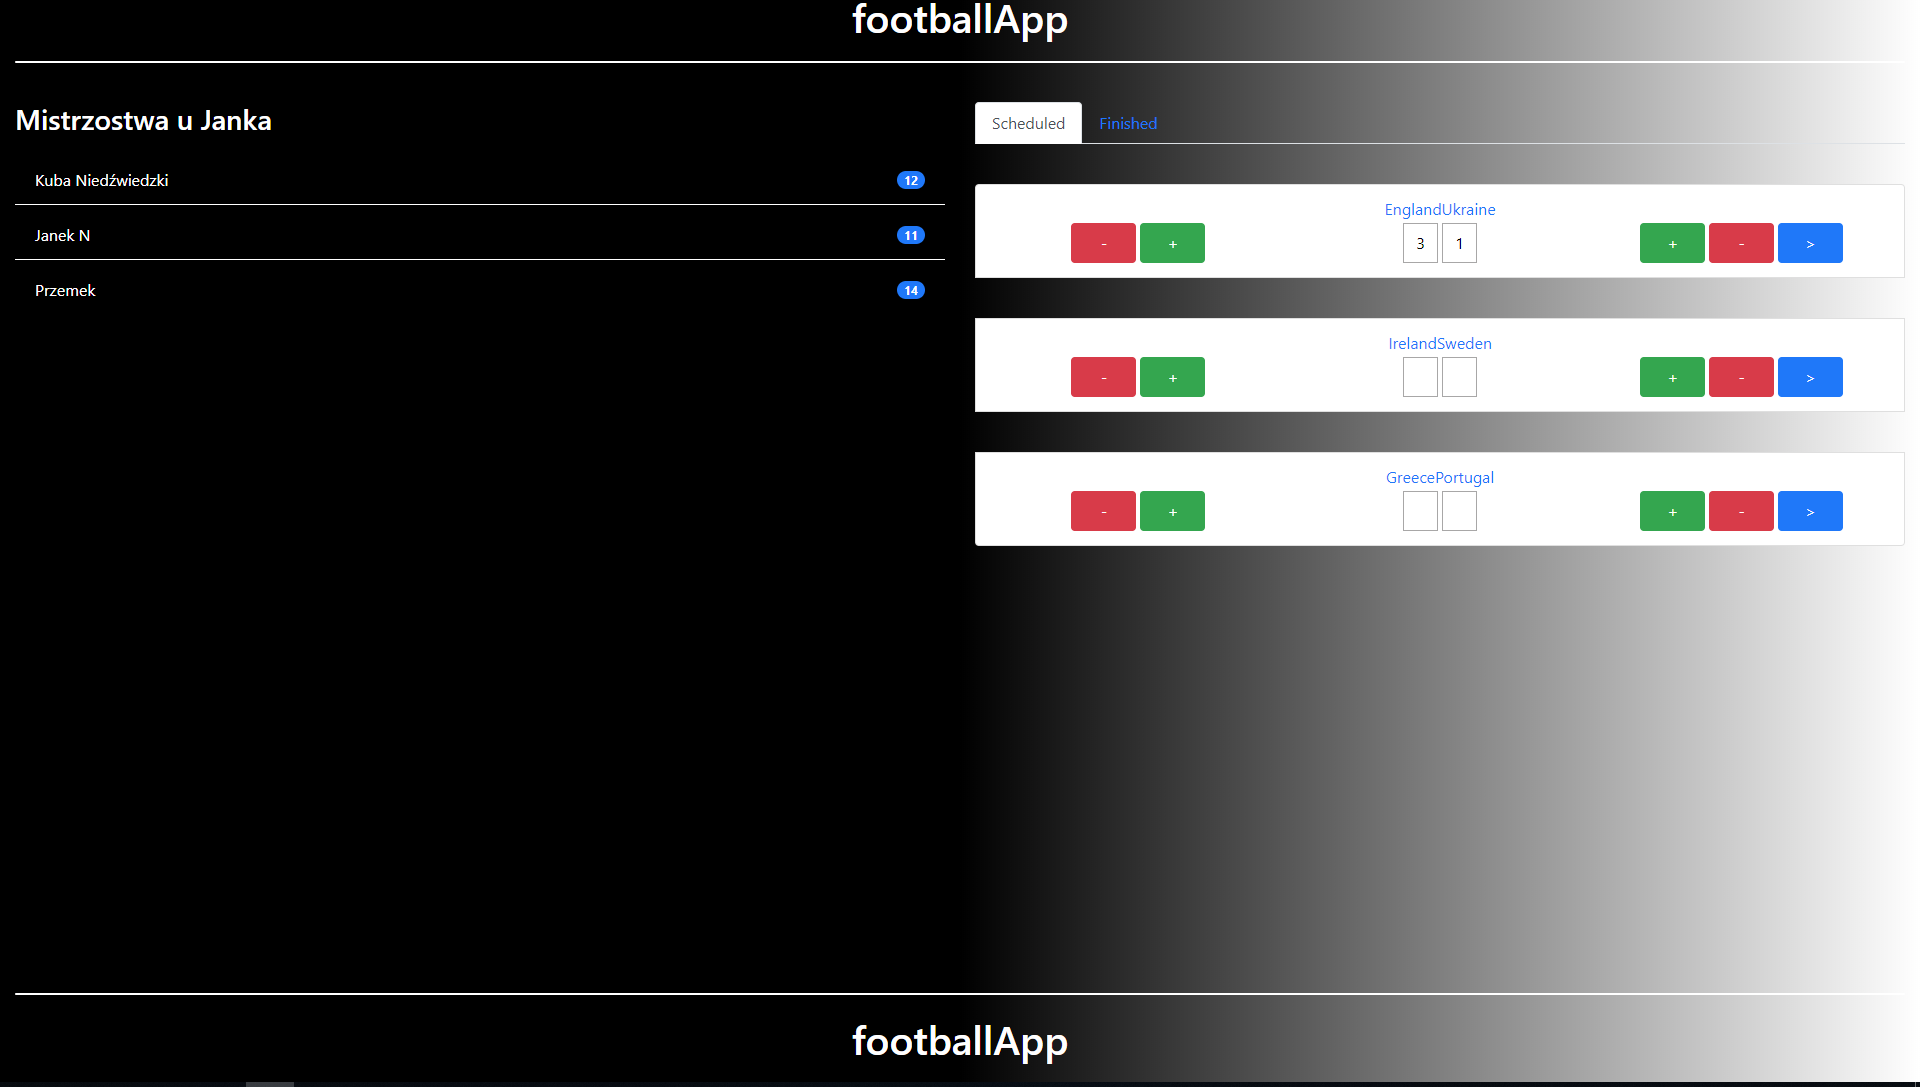 footballApp
Mistrzostwa u Janka
Kuba Niedźwiedzki 12
Janek N 11
Przemek 14
Scheduled Finished
EnglandUkraine
- + 3 1 + - >
IrelandSweden
- + + - >
GreecePortugal
- + + - >
footballApp